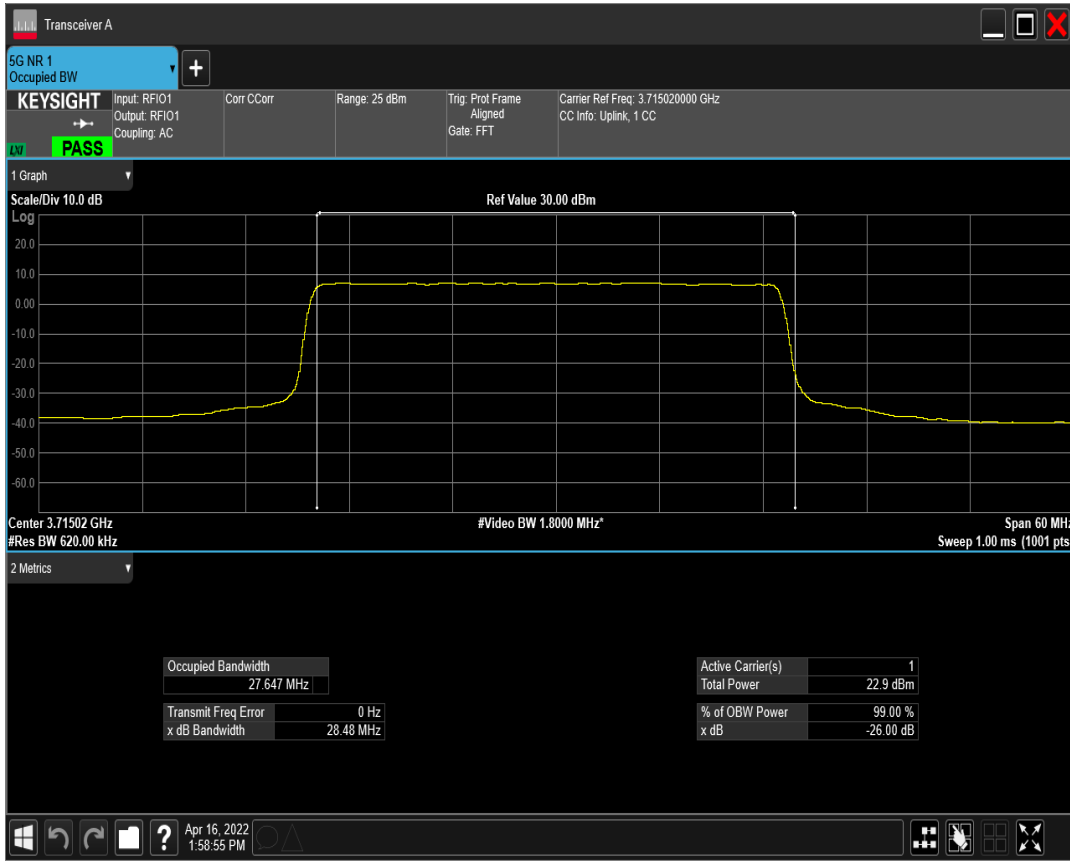 Transceiver A
5G NR 1
Occupied BW
KEYSIGHT
LXI
PASS
Input: RFIO1
Output: RFIO1
Coupling: AC
Corr CCorr
Range: 25 dBm
Trig: Prot Frame
Aligned
Gate: FFT
Carrier Ref Freq: 3.715020000 GHz
CC Info: Uplink, 1 CC
1 Graph
Scale/Div 10.0 dB
Ref Value 30.00 dBm
Log
20.0
10.0
0.00
-10.0
-20.0
-30.0
-40.0
-50.0
-60.0
Center 3.71502 GHz
#Video BW 1.8000 MHz*
Span 60 MHz
#Res BW 620.00 kHz
Sweep 1.00 ms (1001 pts
2 Metrics
Occupied Bandwidth
27.647 MHz
Transmit Freq Error 0 Hz
x dB Bandwidth 28.48 MHz
Active Carrier(s) 1
Total Power 22.9 dBm
% of OBW Power 99.00 %
x dB -26.00 dB
?
Apr 16, 2022
1:58:55 PM